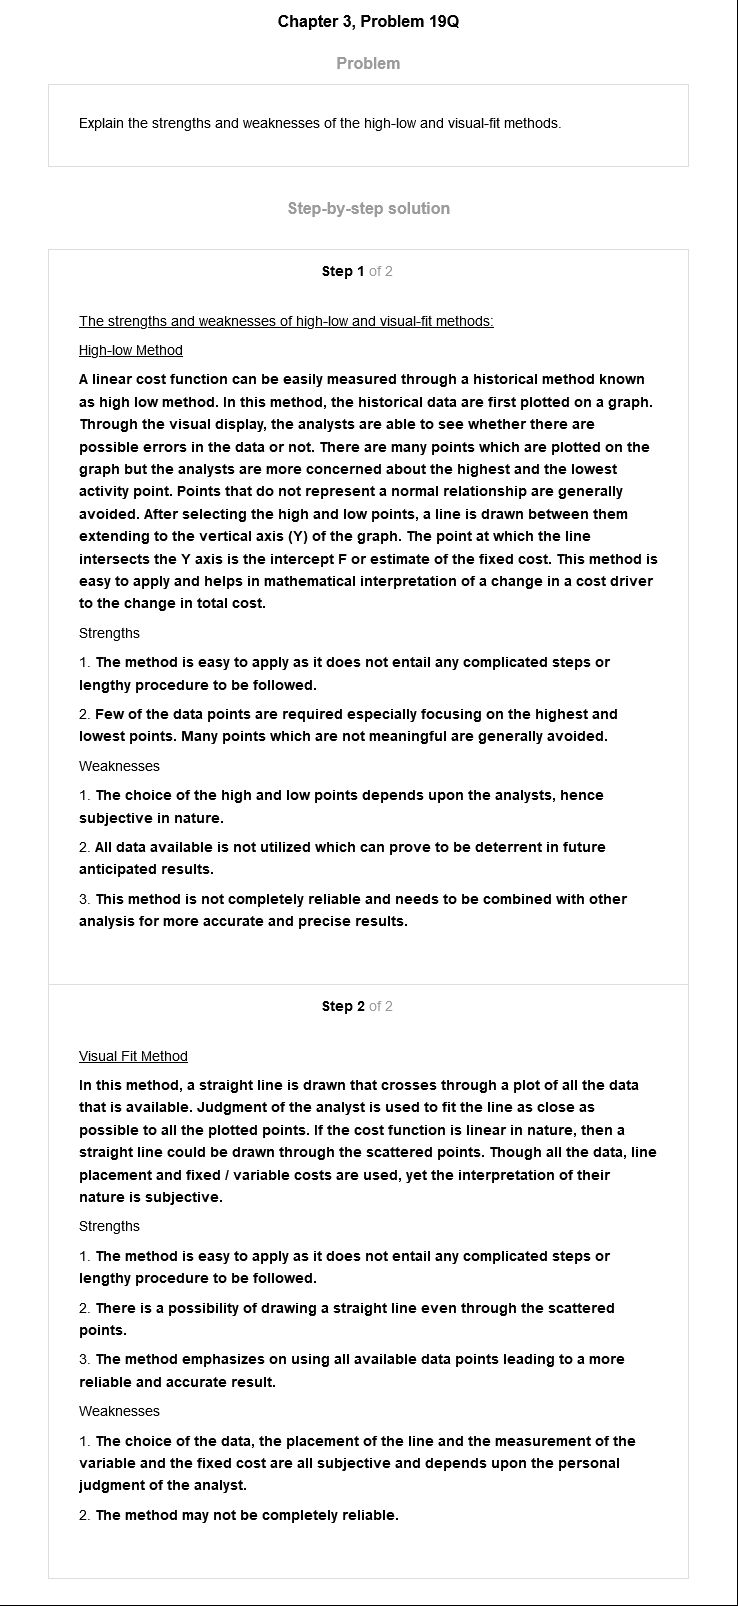 Chapter 3, Problem 19Q
Problem
Explain the strengths and weaknesses of the high-low and visual-fit methods.
Step-by-step solution
Step 1 of 2
The strengths and weaknesses of high-low and visual-fit methods:
High-low Method
A linear cost function can be easily measured through a historical method known
as high low method. In this method, the historical data are first plotted on a graph.
Through the visual display, the analysts are able to see whether there are
possible errors in the data or not. There are many points which are plotted on the
graph but the analysts are more concerned about the highest and the lowest
activity point. Points that do not represent a normal relationship are generally
avoided. After selecting the high and low points, a line is drawn between them
extending to the vertical axis (Y) of the graph. The point at which the line
intersects the Y axis is the intercept F or estimate of the fixed cost. This method is
easy to apply and helps in mathematical interpretation of a change in a cost driver
to the change in total cost.
Strengths
1. The method is easy to apply as it does not entail any complicated steps or
lengthy procedure to be followed.
2. Few of the data points are required especially focusing on the highest and
lowest points. Many points which are not meaningful are generally avoided.
Weaknesses
1. The choice of the high and low points depends upon the analysts, hence
subjective in nature.
2. All data available is not utilized which can prove to be deterrent in future
anticipated results.
3. This method is not completely reliable and needs to be combined with other
analysis for more accurate and precise results.
Step 2 of 2
Visual Fit Method
In this method, a straight line is drawn that crosses through a plot of all the data
that is available. Judgment of the analyst is used to fit the line as close as
possible to all the plotted points. If the cost function is linear in nature, then a
straight line could be drawn through the scattered points. Though all the data, line
placement and fixed / variable costs are used, yet the interpretation of their
nature is subjective.
Strengths
1. The method is easy to apply as it does not entail any complicated steps or
lengthy procedure to be followed.
2. There is a possibility of drawing a straight line even through the scattered
points.
3. The method emphasizes on using all available data points leading to a more
reliable and accurate result.
Weaknesses
1. The choice of the data, the placement of the line and the measurement of the
variable and the fixed cost are all subjective and depends upon the personal
judgment of the analyst.
2. The method may not be completely reliable.